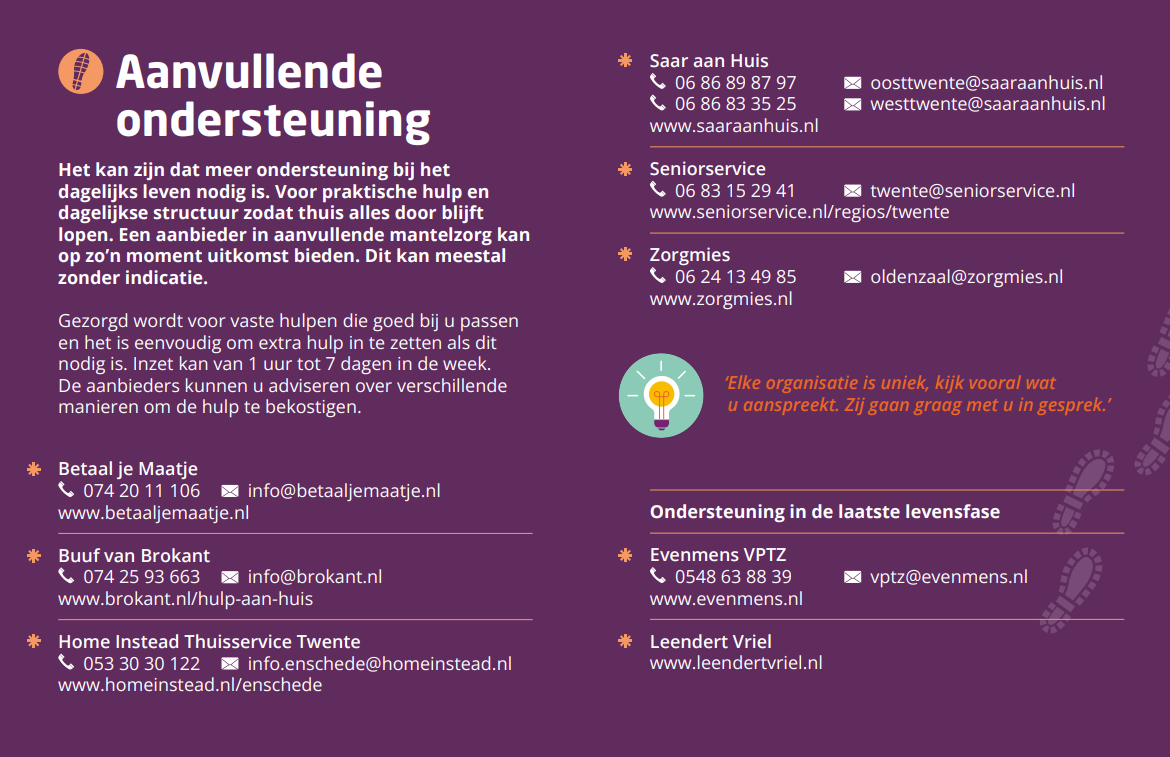 Aanvullende
ondersteuning
Het kan zijn dat meer ondersteuning bij het
dagelijks leven nodig is. Voor praktische hulp en
dagelijkse structuur zodat thuis alles door blijft
lopen. Een aanbieder in aanvullende mantelzorg kan
op zo’n moment uitkomst bieden. Dit kan meestal
zonder indicatie.
Gezorgd wordt voor vaste hulpen die goed bij u passen
en het is eenvoudig om extra hulp in te zetten als dit
nodig is. Inzet kan van 1 uur tot 7 dagen in de week.
De aanbieders kunnen u adviseren over verschillende
manieren om de hulp te bekostigen.
Betaal je Maatje
074 20 11 106 info@betaaljemaatje.nl
www.betaaljemaatje.nl
Buuf van Brokant
074 25 93 663 info@brokant.nl
www.brokant.nl/hulp-aan-huis
Home Instead Thuisservice Twente
053 30 30 122 info.enschede@homeinstead.nl
www.homeinstead.nl/enschede
Saar aan Huis
06 86 89 87 97 oosttwente@saaraanhuis.nl
06 86 83 35 25 westtwente@saaraanhuis.nl
www.saaraanhuis.nl
Seniorservice
06 83 15 29 41 twente@seniorservice.nl
www.seniorservice.nl/regios/twente
Zorgmies
06 24 13 49 85 oldenzaal@zorgmies.nl
www.zorgmies.nl
‘Elke organisatie is uniek, kijk vooral wat
u aanspreekt. Zij gaan graag met u in gesprek.’
Ondersteuning in de laatste levensfase
Evenmens VPTZ
0548 63 88 39 vptz@evenmens.nl
www.evenmens.nl
Leendert Vriel
www.leendertvriel.nl